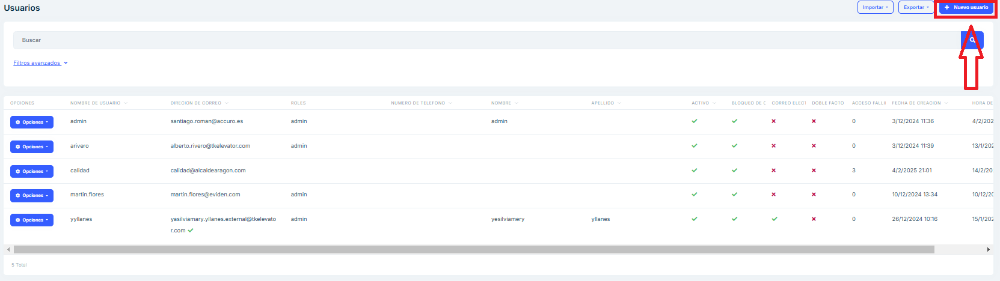 Usuarios
Importar
Exportar
+ Nuevo usuario
Buscar
Filtros avanzados
OPCIONES NOMBRE DE USUARIO DIRECION DE CORREO ROLES NUMERO DE TELEFONO NOMBRE APELLIDO ACTIVO BLOQUEO DE C CORREO ELECT DOBLE FACTO ACCESO FALLI FECHA DE CREACION HORA DE
Opciones admin santiago.roman@accuro.es admin admin 0 3/12/2024 11:36 4/2/202
Opciones arivero alberto.rivero@tkelevator.com admin 0 3/12/2024 11:39 13/1/202
Opciones calidad calidad@alcaldearagon.com 3 4/2/2025 21:01 14/2/202
Opciones martin.flores martin.flores@eviden.com admin 0 10/12/2024 13:34 10/12/20
Opciones yyllanes yasilviamary.yllanes.external@tkelevato admin yesilviamery yllanes 0 26/12/2024 10:16 15/1/202
r.com
5 Total